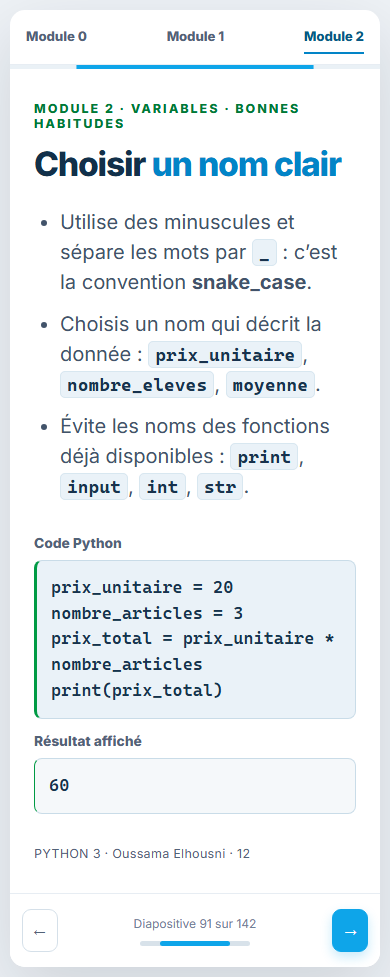 Module 0 Module 1 Module 2
MODULE 2 · VARIABLES · BONNES
HABITUDES
Choisir un nom clair
• Utilise des minuscules et
sépare les mots par _ : c’est
la convention snake_case.
• Choisis un nom qui décrit la
donnée : prix_unitaire,
nombre_eleves, moyenne.
• Évite les noms des fonctions
déjà disponibles : print,
input, int, str.
Code Python
prix_unitaire = 20
nombre_articles = 3
prix_total = prix_unitaire *
nombre_articles
print(prix_total)
Résultat affiché
60
PYTHON 3 · Oussama Elhousni · 12
← Diapositive 91 sur 142 →